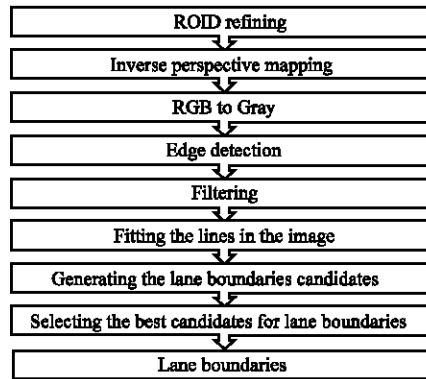 ROID refining
Inverse perspective mapping
RGB to Gray
Edge detection
Filtering
Fitting the lines in the image
Generating the lane boundaries candidates
Selecting the best candidates for lane boundaries
Lane boundaries